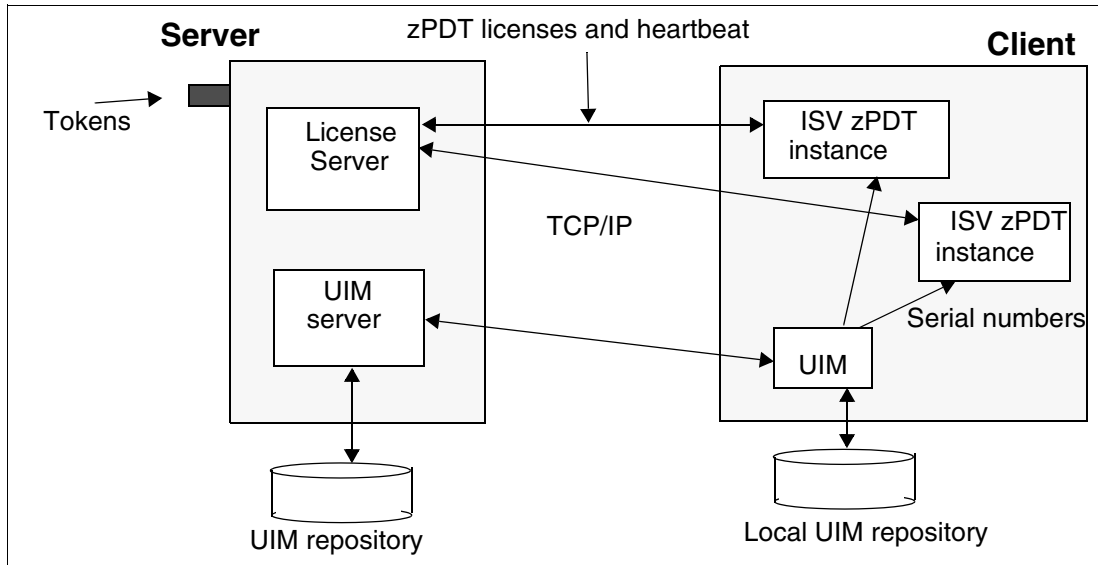 zPDT licenses and heartbeat
Server
Client
Tokens
License
Server
ISV zPDT
instance
TCP/IP
ISV zPDT
instance
UIM
server
Serial numbers
UIM
UIM repository
Local UIM repository